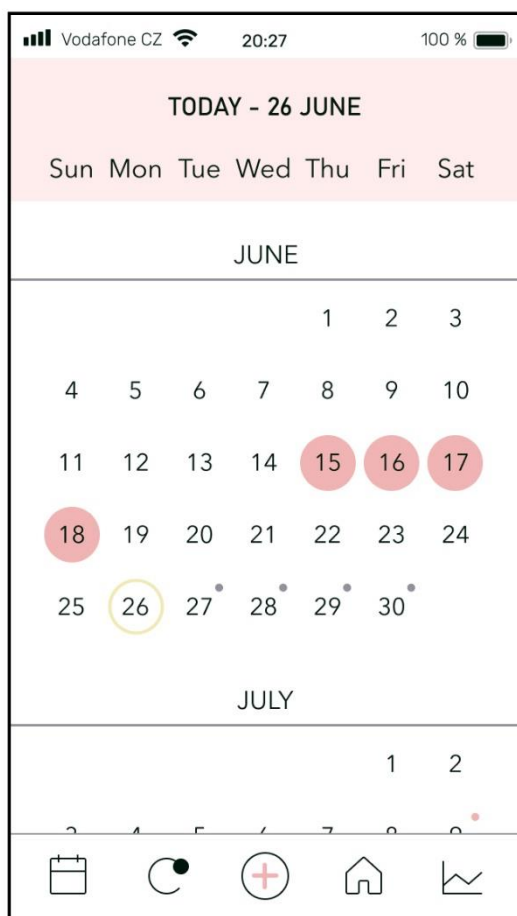 Vodafone CZ 20:27 100 %
TODAY - 26 JUNE
Sun Mon Tue Wed Thu Fri Sat
JUNE
1 2 3
4 5 6 7 8 9 10
11 12 13 14 15 16 17
18 19 20 21 22 23 24
25 26 27 28 29 30
JULY
1 2